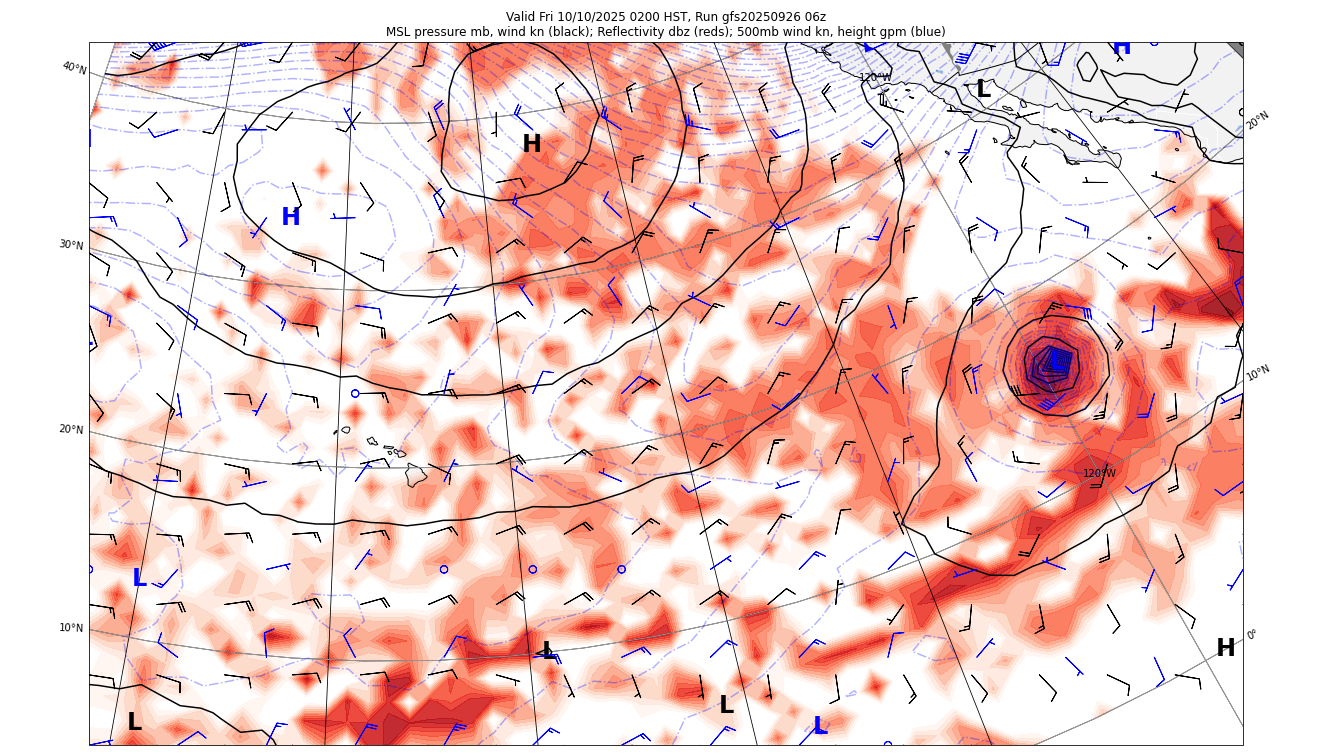 Valid Fri 10/10/2025 0200 HST, Run gfs20250926 06z
MSL pressure mb, wind kn (black); Reflectivity dbz (reds); 500mb wind kn, height gpm (blue)
H
40°N
120°W
L
20°N
H
H
30°N
L
10°N
20°N
120°W
L
10°N
0°
L
H
L
L
L